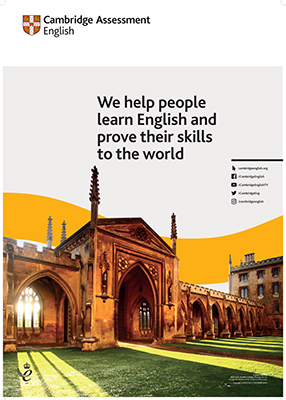 Cambridge Assessment
English
We help people
learn English and
prove their skills
to the world
cambridgeenglish.org
/CambridgeEnglish
/CambridgeEnglishTV
/CambridgeEng
/cambridgeenglish